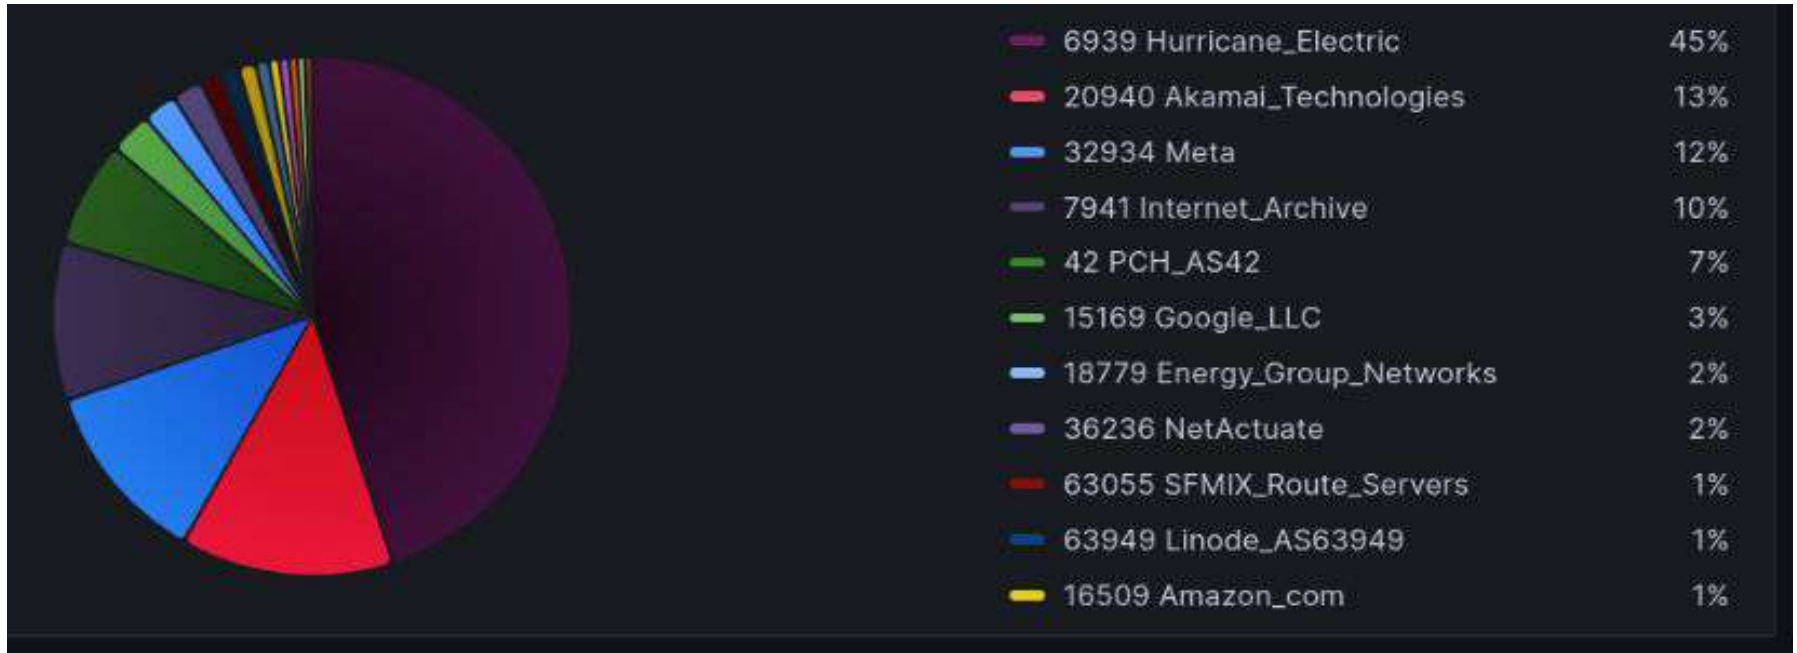 6939 Hurricane_Electric 45%
20940 Akamai_Technologies 13%
32934 Meta 12%
7941 Internet_Archive 10%
42 PCH_AS42 7%
15169 Google_LLC 3%
18779 Energy_Group_Networks 2%
36236 NetActuate 2%
63055 SFMIX_Route_Servers 1%
63949 Linode_AS63949 1%
16509 Amazon_com 1%